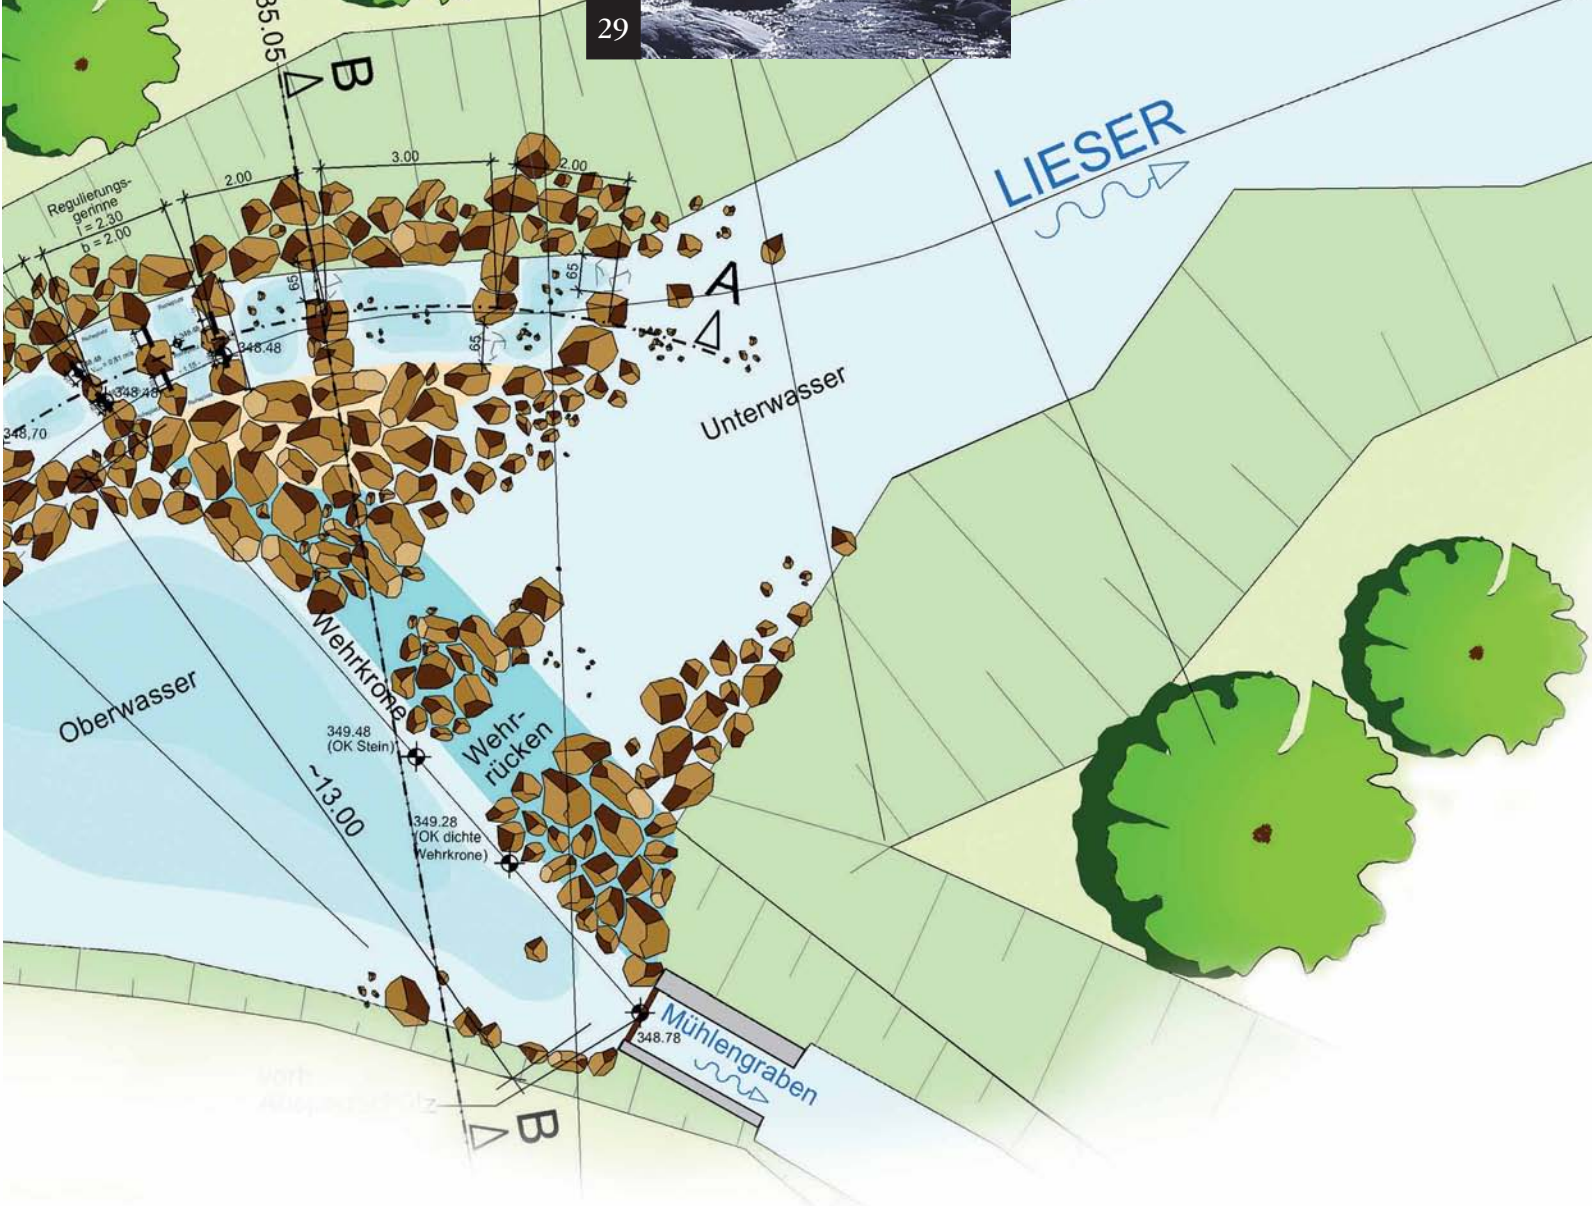 29
35.05
B
LIESER
3.00
2.00
2.00
Regulierungs-
gerinne
l = 2.30
b = 2.00
65
65
65
A
348.48
348.48
348,70
Unterwasser
Wehrkrone
Oberwasser
349.48
(OK Stein)
Wehr-
rücken
~13.00
349.28
(OK dichte
Wehrkrone)
348.78
Mühlengraben
vorh.
B